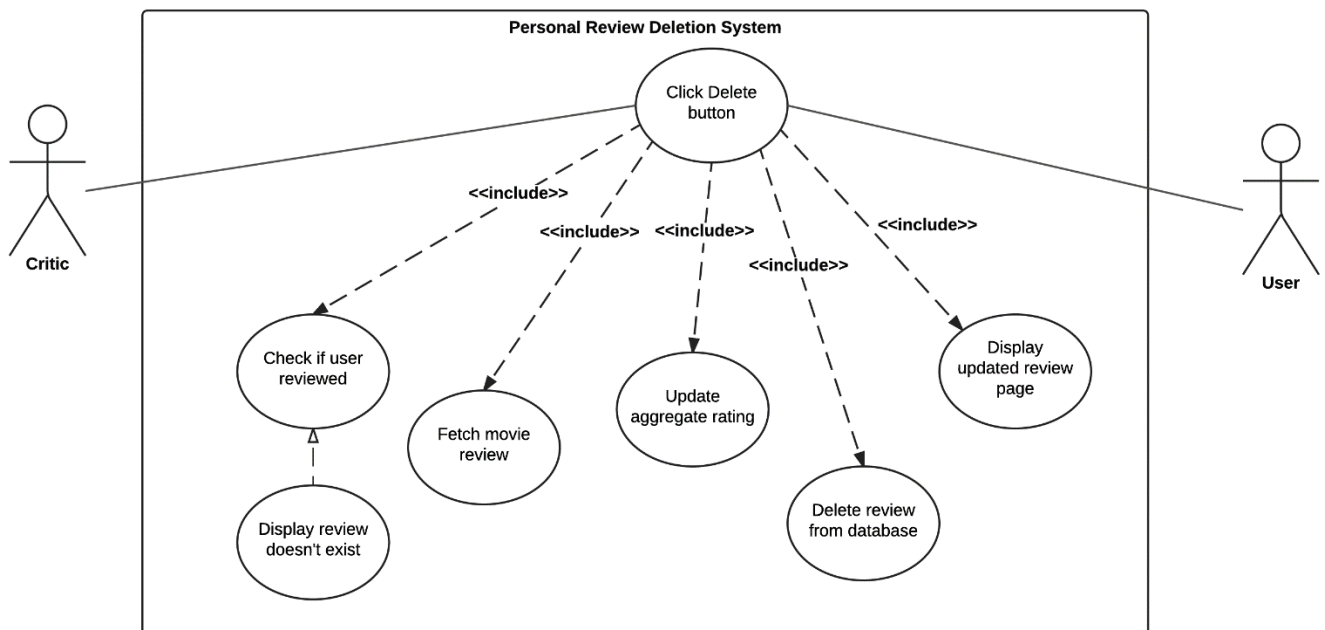 Personal Review Deletion System
Click Delete
button
<<include>>
<<include>>
<<include>>
<<include>>
<<include>>
Critic
User
Check if user
reviewed
Display
updated review
page
Update
aggregate rating
Fetch movie
review
Display review
doesn't exist
Delete review
from database